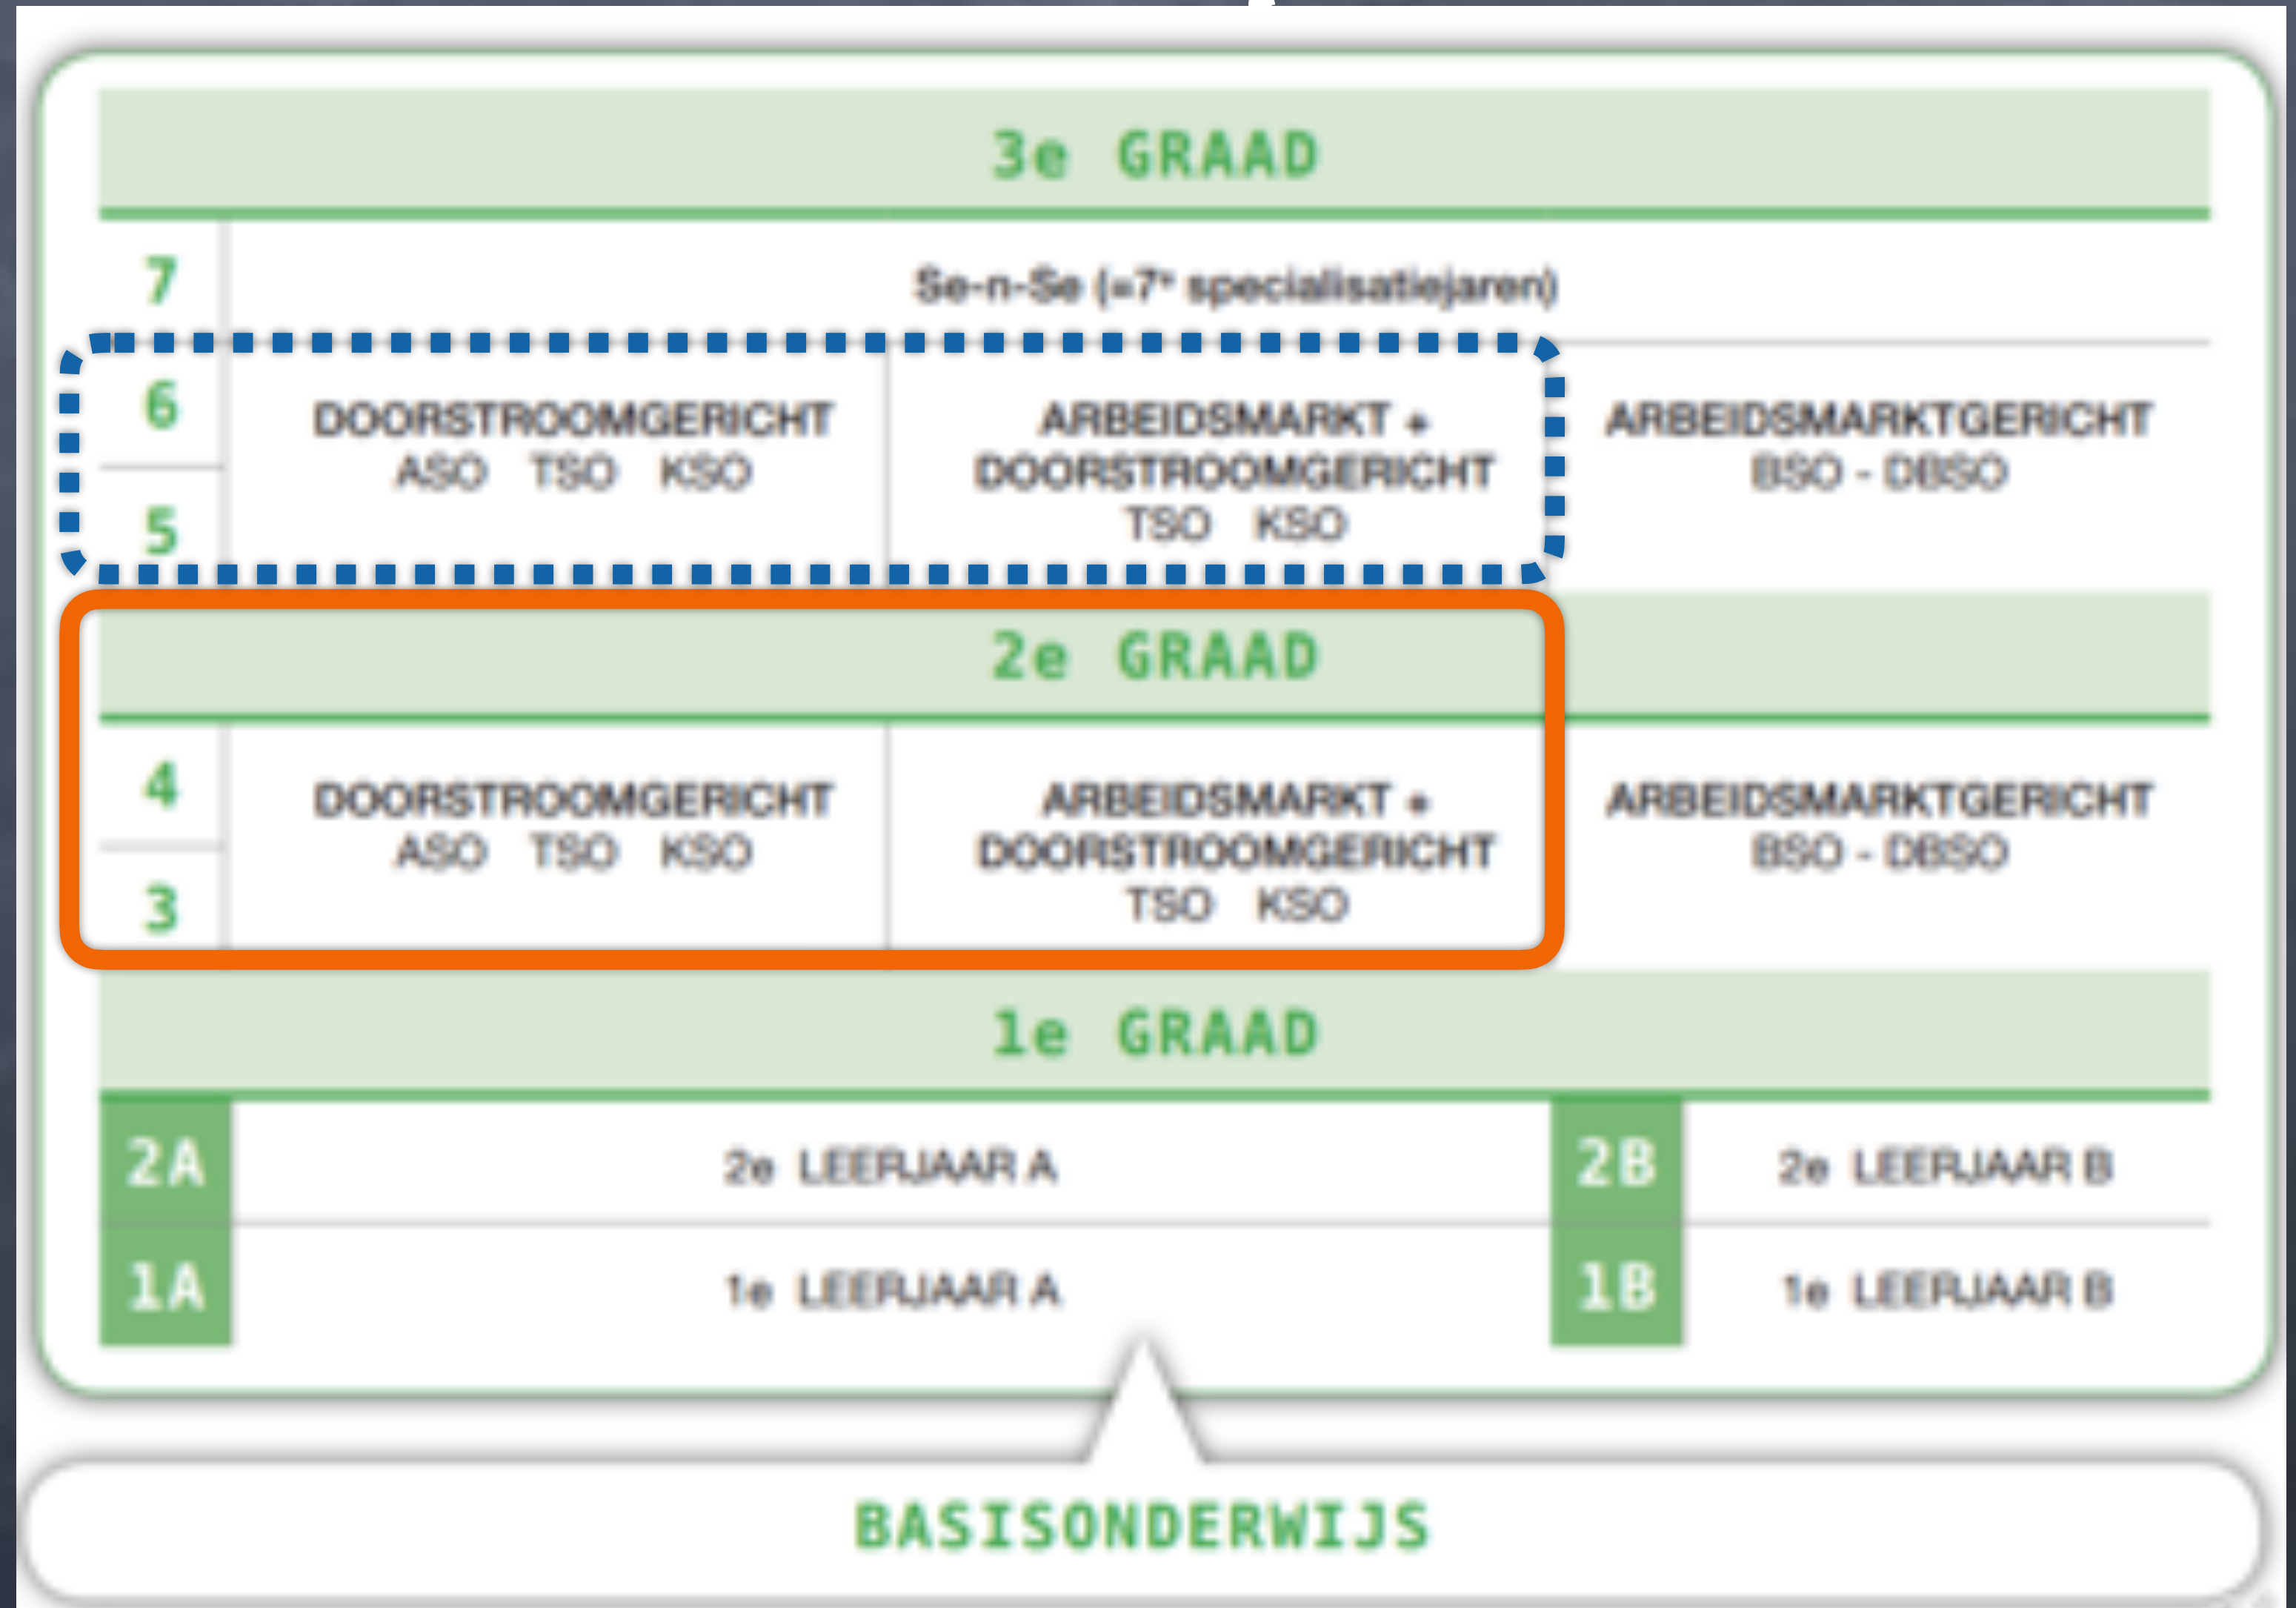 3e GRAAD
7
Se-n-Se (=7e specialisatiejaren)
6
5
DOORSTROOMGERICHT
ASO TSO KSO
ARBEIDSMARKT +
DOORSTROOMGERICHT
TSO KSO
ARBEIDSMARKTGERICHT
BSO - DBSO
2e GRAAD
4
3
DOORSTROOMGERICHT
ASO TSO KSO
ARBEIDSMARKT +
DOORSTROOMGERICHT
TSO KSO
ARBEIDSMARKTGERICHT
BSO - DBSO
1e GRAAD
2A 2e LEERJAAR A 2B 2e LEERJAAR B
1A 1e LEERJAAR A 1B 1e LEERJAAR B
BASISONDERWIJS